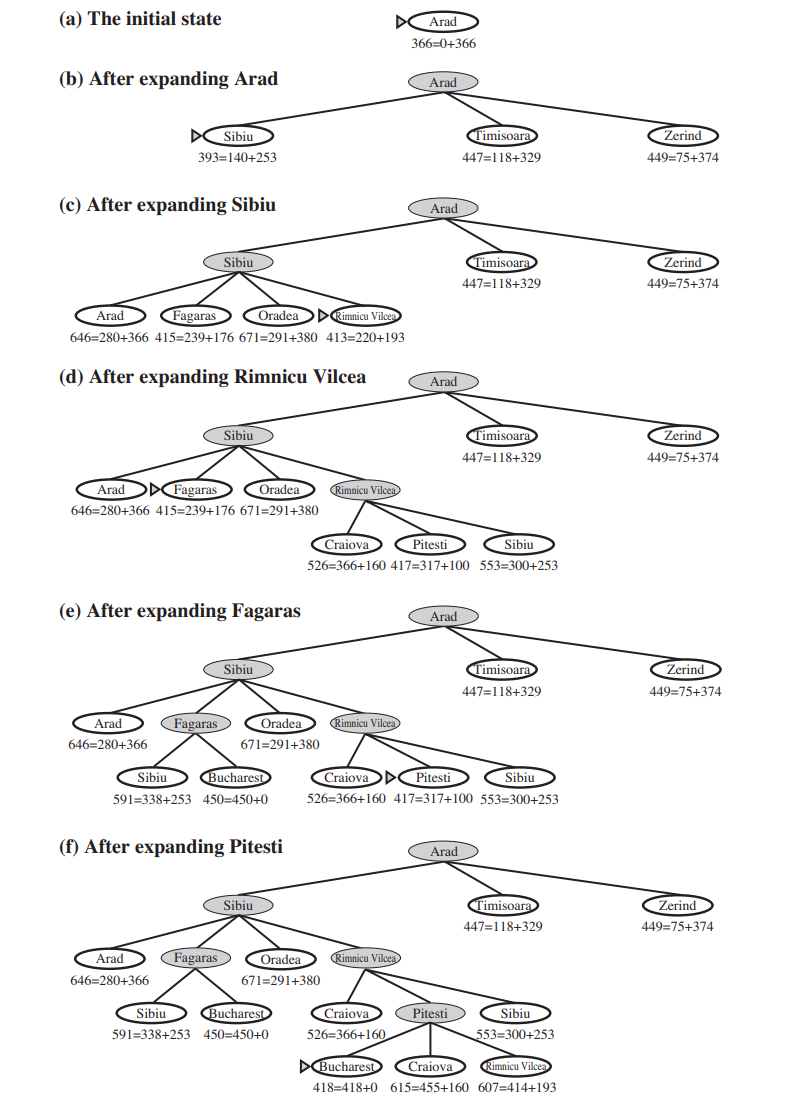 (a) The initial state
Arad
366=0+366
(b) After expanding Arad
Arad
Sibiu Timisoara Zerind
393=140+253 447=118+329 449=75+374
(c) After expanding Sibiu
Arad
Sibiu Timisoara Zerind
447=118+329 449=75+374
Arad Fagaras Oradea Rimnicu Vilcea
646=280+366 415=239+176 671=291+380 413=220+193
(d) After expanding Rimnicu Vilcea
Arad
Sibiu Timisoara Zerind
447=118+329 449=75+374
Arad Fagaras Oradea Rimnicu Vilcea
646=280+366 415=239+176 671=291+380
Craiova Pitesti Sibiu
526=366+160 417=317+100 553=300+253
(e) After expanding Fagaras
Arad
Sibiu Timisoara Zerind
447=118+329 449=75+374
Arad Fagaras Oradea Rimnicu Vilcea
646=280+366 671=291+380
Sibiu Bucharest Craiova Pitesti Sibiu
591=338+253 450=450+0 526=366+160 417=317+100 553=300+253
(f) After expanding Pitesti
Arad
Sibiu Timisoara Zerind
447=118+329 449=75+374
Arad Fagaras Oradea Rimnicu Vilcea
646=280+366 671=291+380
Sibiu Bucharest Craiova Pitesti Sibiu
591=338+253 450=450+0 526=366+160 553=300+253
Bucharest Craiova Rimnicu Vilcea
418=418+0 615=455+160 607=414+193